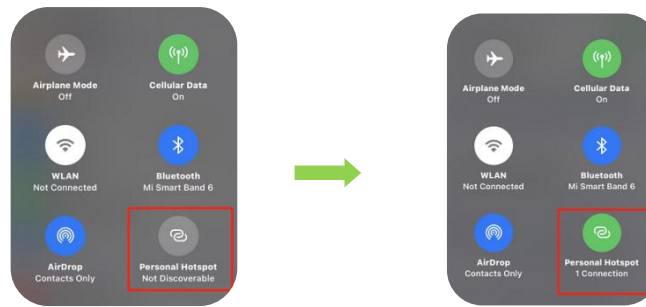 Airplane Mode
Off
Cellular Data
On
WLAN
Not Connected
Bluetooth
Mi Smart Band 6
AirDrop
Contacts Only
Personal Hotspot
Not Discoverable
Airplane Mode
Off
Cellular Data
On
WLAN
Not Connected
Bluetooth
Mi Smart Band 6
AirDrop
Contacts Only
Personal Hotspot
1 Connection